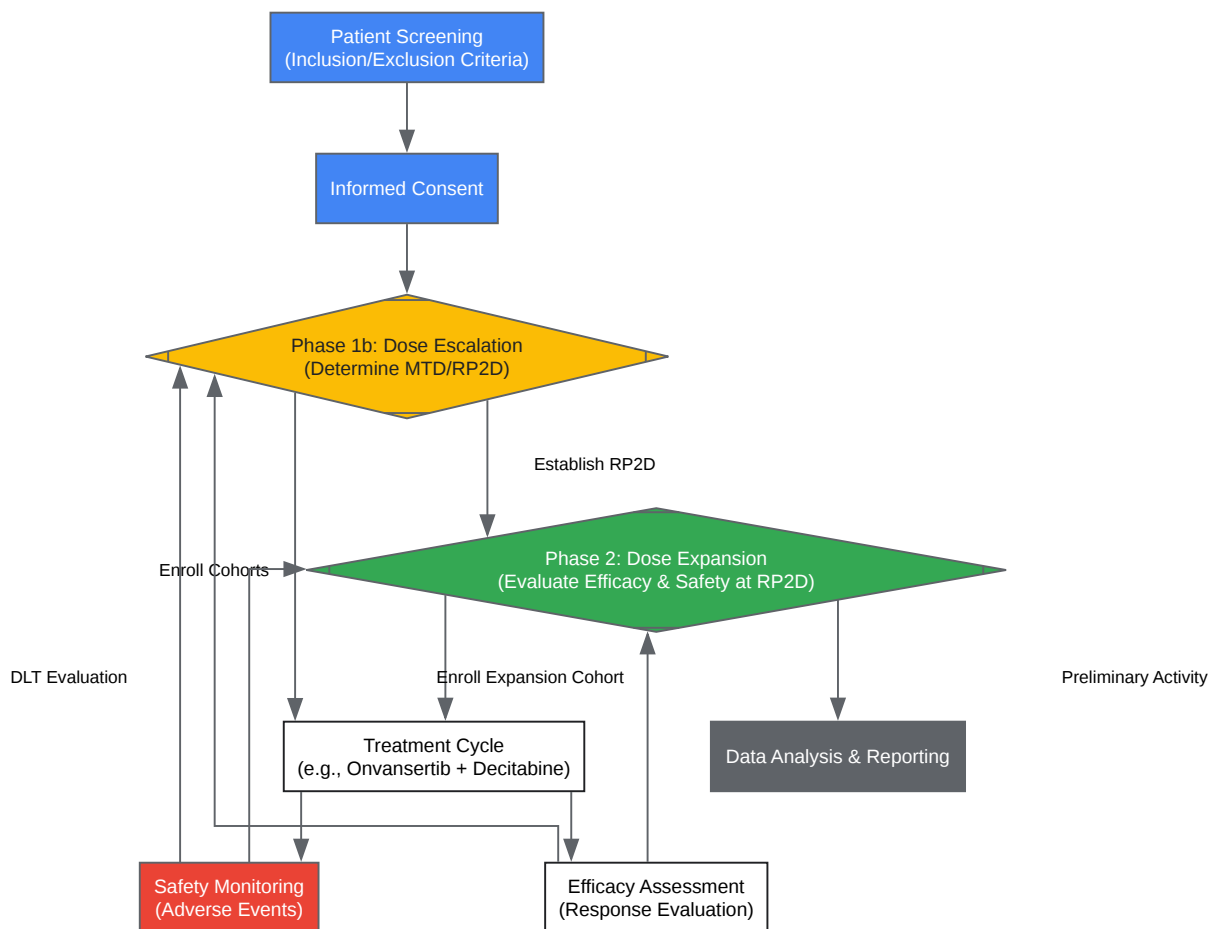 Patient Screening
(Inclusion/Exclusion Criteria)
Informed Consent
Phase 1b: Dose Escalation
(Determine MTD/RP2D)
Establish RP2D
Phase 2: Dose Expansion
(Evaluate Efficacy & Safety at RP2D)
Enroll Cohorts
DLT Evaluation
Enroll Expansion Cohort
Preliminary Activity
Treatment Cycle
(e.g., Onvansertib + Decitabine)
Data Analysis & Reporting
Safety Monitoring
(Adverse Events)
Efficacy Assessment
(Response Evaluation)